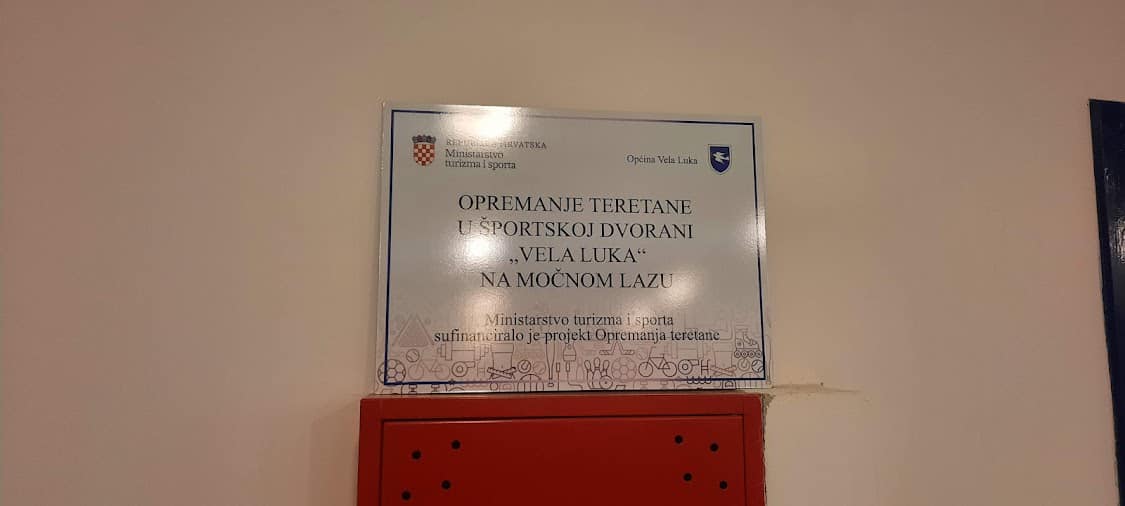 REPUBLIKA HRVATSKA
Ministarstvo
turizma i sporta
Općina Vela Luka
OPREMANJE TERETANE
U ŠPORTSKOJ DVORANI
„VELA LUKA“
NA MOČNOM LAZU
Ministarstvo turizma i sporta
sufinanciralo je projekt Opremanja teretane